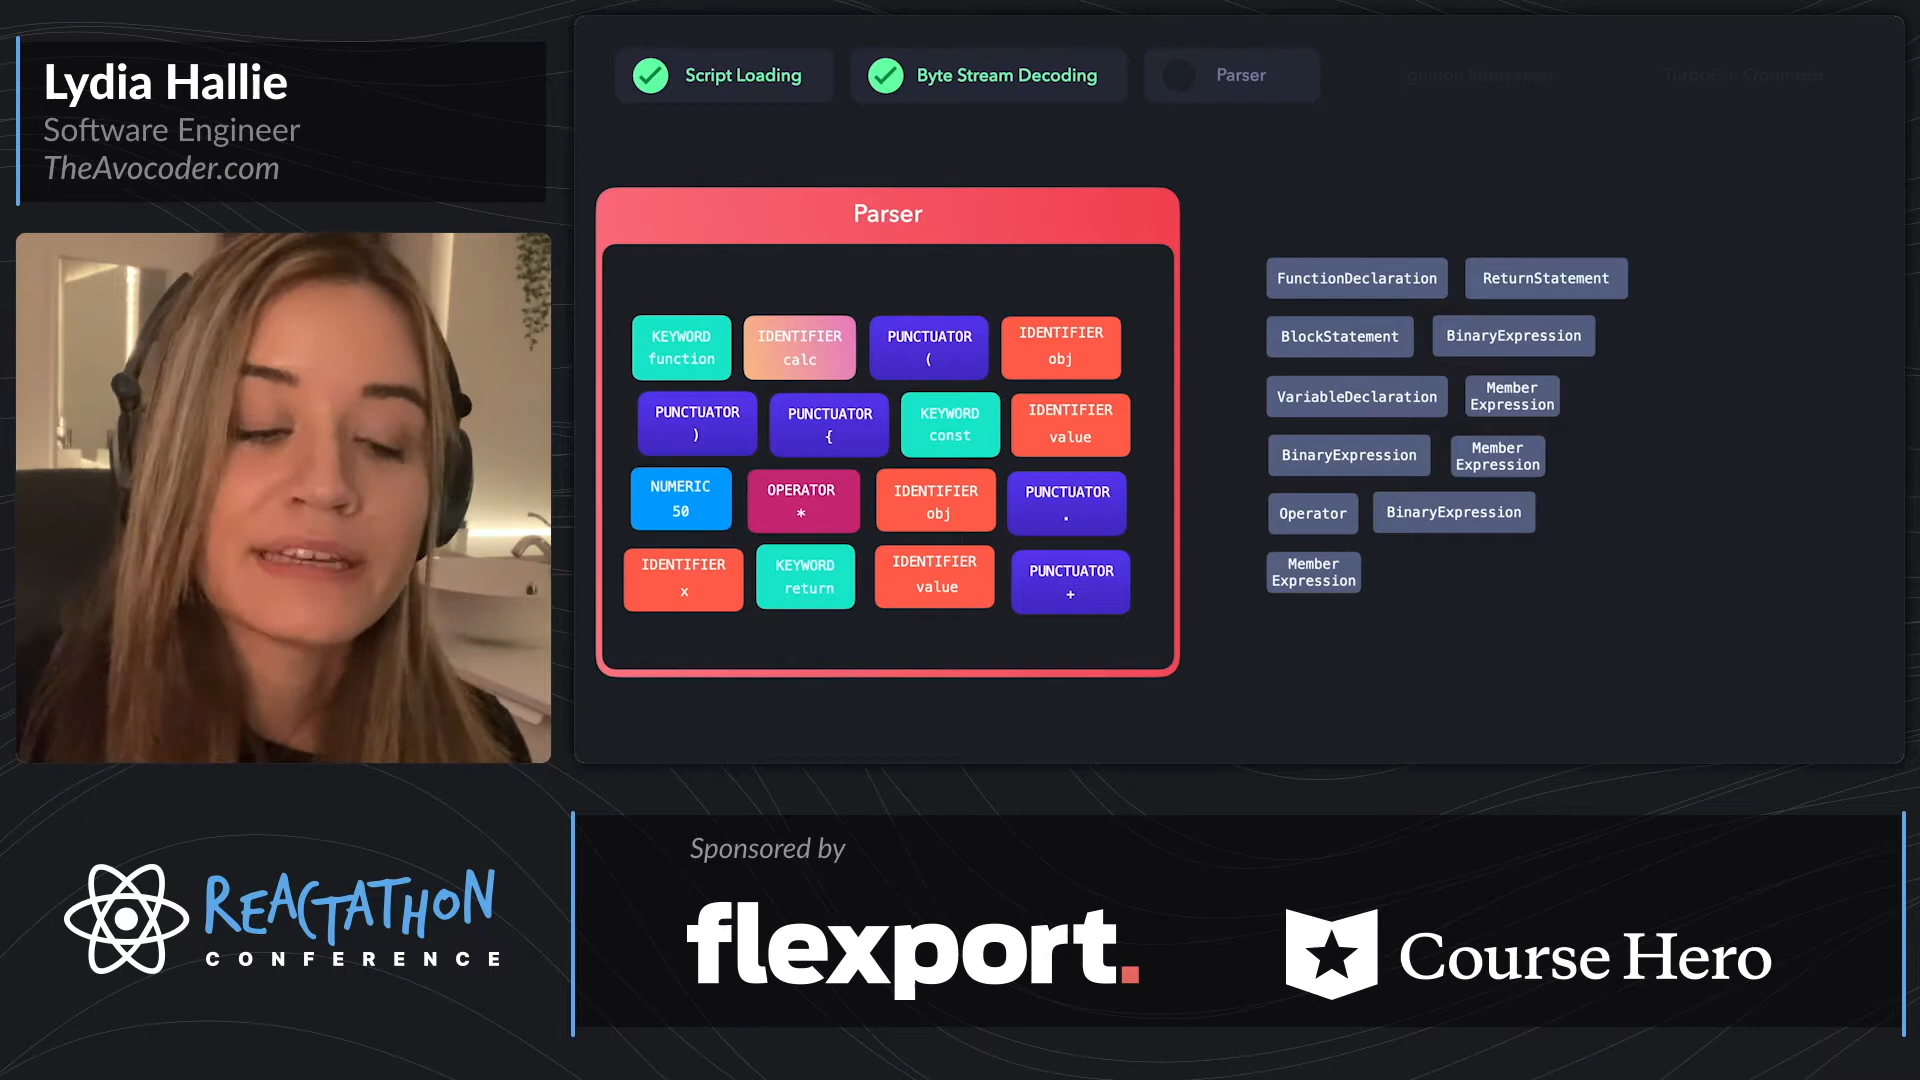 Lydia Hallie
Software Engineer
TheAvocoder.com
Script Loading
Byte Stream Decoding
Parser
Parser
KEYWORD
function
IDENTIFIER
calc
PUNCTUATOR
(
IDENTIFIER
obj
PUNCTUATOR
)
PUNCTUATOR
{
KEYWORD
const
IDENTIFIER
value
NUMERIC
50
OPERATOR
*
IDENTIFIER
obj
PUNCTUATOR
.
IDENTIFIER
x
KEYWORD
return
IDENTIFIER
value
PUNCTUATOR
+
FunctionDeclaration
ReturnStatement
BlockStatement
BinaryExpression
VariableDeclaration
Member
Expression
BinaryExpression
Member
Expression
Operator
BinaryExpression
Member
Expression
REACTATHON
CONFERENCE
Sponsored by
flexport.
Course Hero